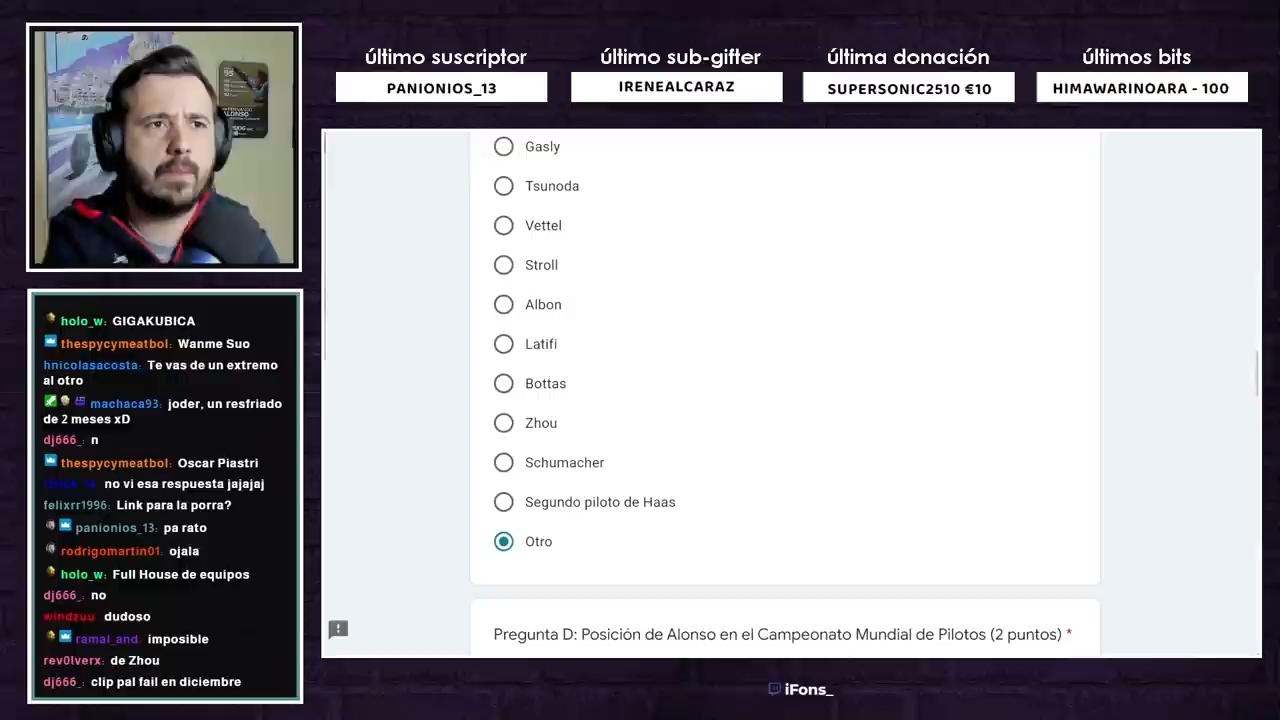 último suscriptor
PANIONIOS_13
último sub-gifter
IRENEALCARAZ
última donación
SUPERSONIC2510 €10
últimos bits
HIMAWARINOARA - 100
95
ALONSO
Gasly
Tsunoda
Vettel
Stroll
Albon
Latifi
Bottas
Zhou
Schumacher
Segundo piloto de Haas
Otro
Pregunta D: Posición de Alonso en el Campeonato Mundial de Pilotos (2 puntos) *
holo_w: GIGAKUBICA
thespycymeatbol: Wanme Suo
hnicolasacosta: Te vas de un extremo
al otro
machaca93: joder, un resfriado
de 2 meses xD
dj666_: n
thespycymeatbol: Oscar Piastri
no vi esa respuesta jajajaj
felixrr1996: Link para la porra?
panionios_13: pa rato
rodrigomartin01: ojala
holo_w: Full House de equipos
dj666_: no
windzuu dudoso
ramal_and: imposible
rev0lverx: de Zhou
dj666_: clip pal fail en diciembre
iFons_